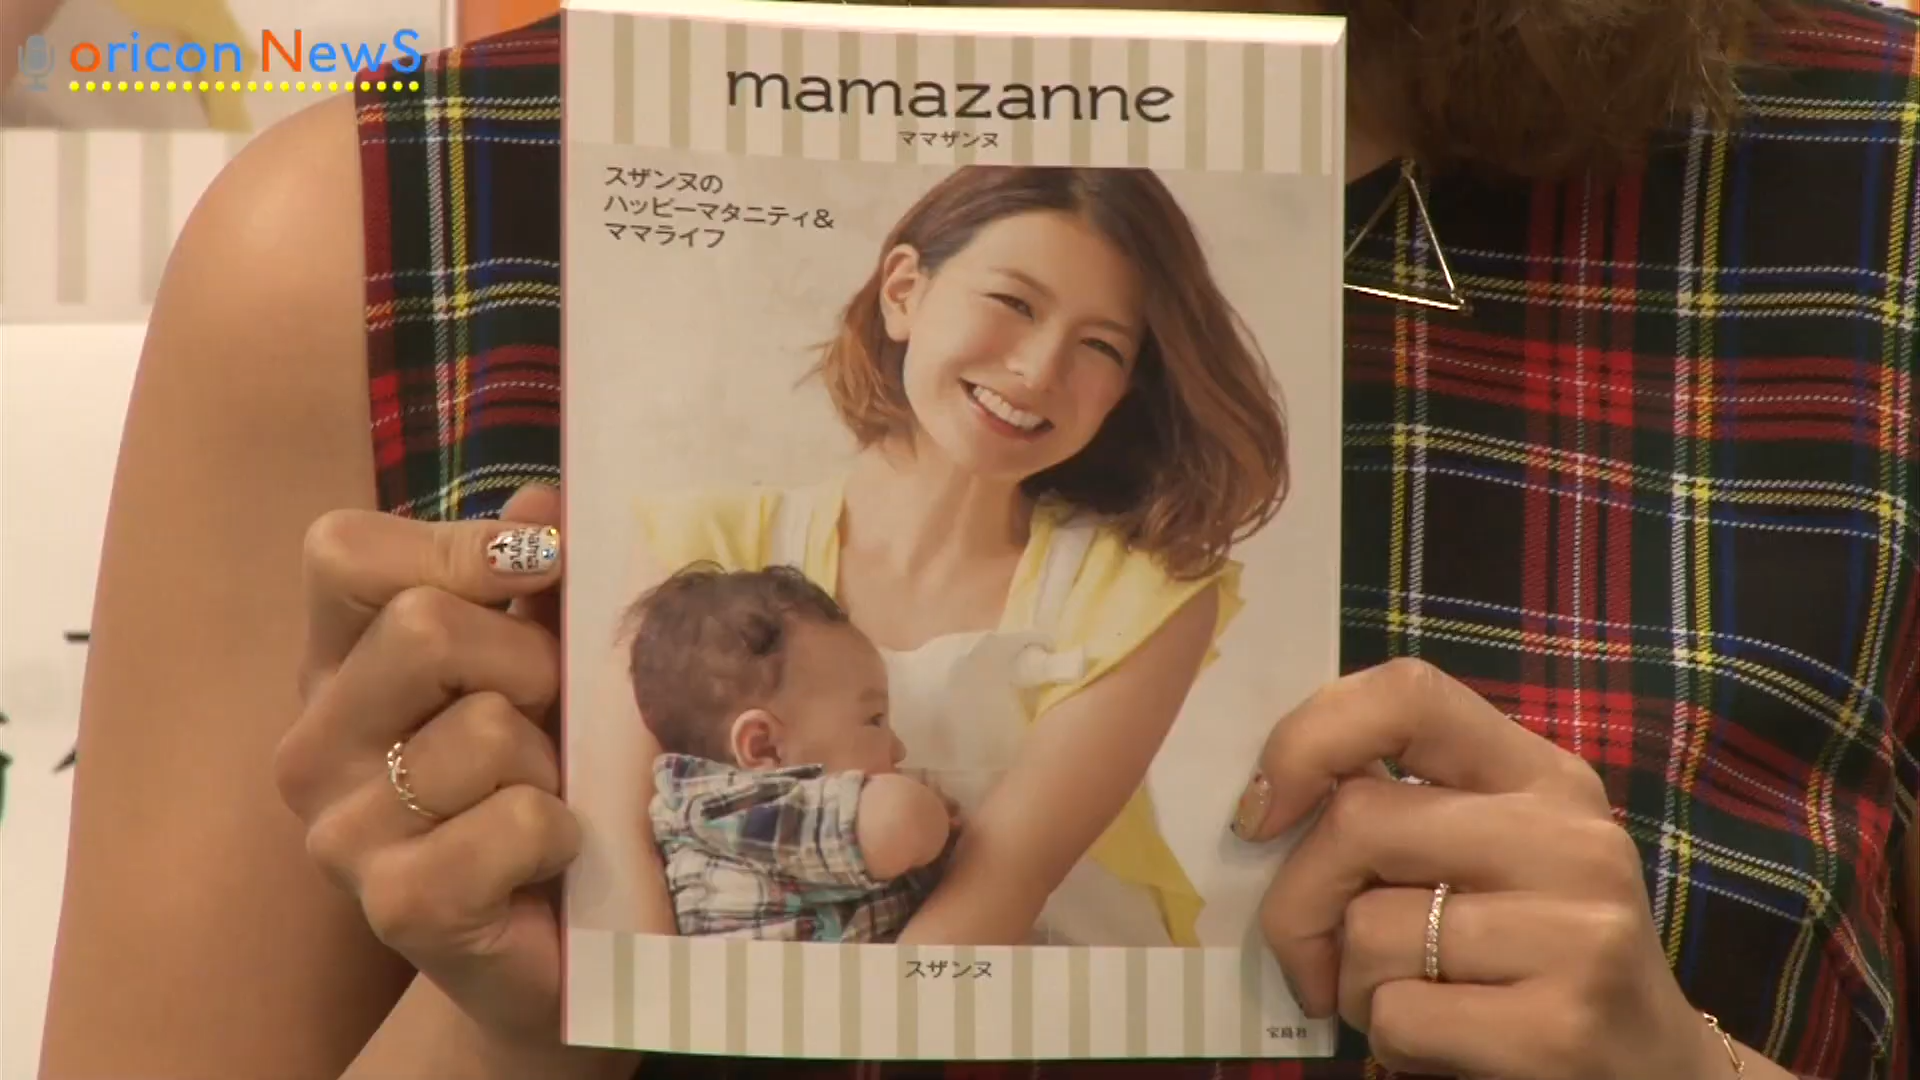 oricon NewS
mamazanne
ママザンヌ
スザンヌの
ハッピーマタニティ&
ママライフ
スザンヌ
宝島社